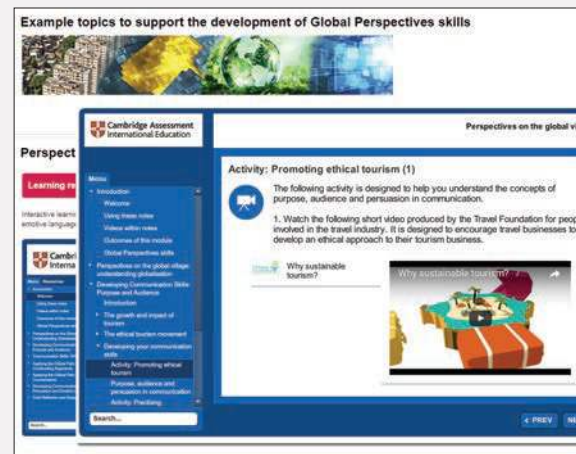 Example topics to support the development of Global Perspectives skills
Cambridge Assessment
International Education
Perspectives on the global vi
Perspect
Learning re
Interactive learni
emotive languag
Cambri
Interna
Menu
Introduction
Welcome
Using these notes
Videos within notes
Outcomes of this module
Global Perspectives skills
Perspectives on the global village:
understanding globalisation
Developing Communication Skills:
Purpose and Audience
Introduction
The growth and impact of
tourism
The ethical tourism movement
Developing your communication
skills
Activity: Promoting ethical
tourism
Purpose, audience and
persuasion in communication
Activity: Practising
Search...
Activity: Promoting ethical tourism (1)
The following activity is designed to help you understand the concepts of
purpose, audience and persuasion in communication.
1. Watch the following short video produced by the Travel Foundation for peop
involved in the travel industry. It is designed to encourage travel businesses to
develop an ethical approach to their tourism business.
Why sustainable
tourism?
Why sustainable tourism?
< PREV
NE